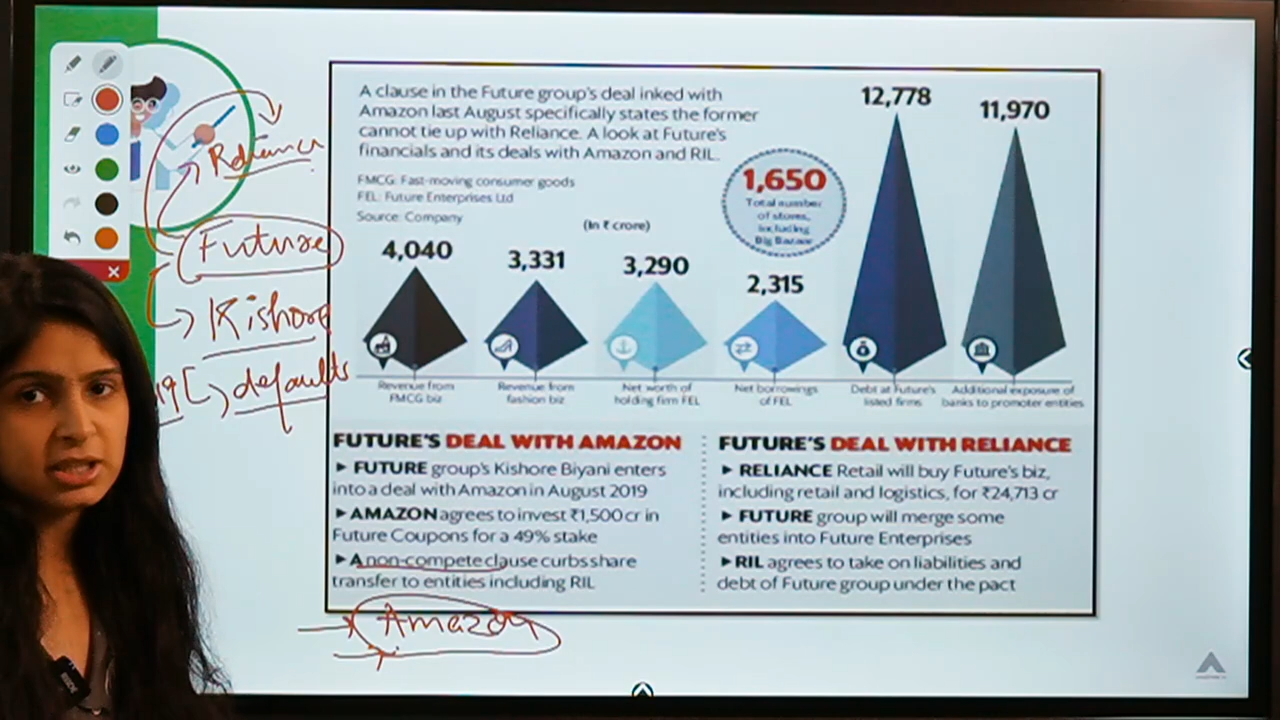 A clause in the Future group's deal inked with
Amazon last August specifically states the former
cannot tie up with Reliance. A look at Future's
financials and its deals with Amazon and RIL.
FMCG: Fast-moving consumer goods
FEL: Future Enterprises Ltd
Source: Company
(In ₹ crore)
1,650
Total number
of stores,
including
Big Bazaar
12,778
11,970
4,040
3,331
3,290
2,315
Revenue from
FMCG biz
Revenue from
fashion biz
Net worth of
holding firm FEL
Net borrowings
of FEL
Debt at Future's
listed firms
Additional exposure of
banks to promoter entities
FUTURE'S DEAL WITH AMAZON
► FUTURE group's Kishore Biyani enters
into a deal with Amazon in August 2019
► AMAZON agrees to invest ₹1,500 cr in
Future Coupons for a 49% stake
► A non-compete clause curbs share
transfer to entities including RIL
FUTURE'S DEAL WITH RELIANCE
► RELIANCE Retail will buy Future's biz,
including retail and logistics, for ₹24,713 cr
► FUTURE group will merge some
entities into Future Enterprises
► RIL agrees to take on liabilities and
debt of Future group under the pact
Reliance
Future
Kishore
defaults
Amazon